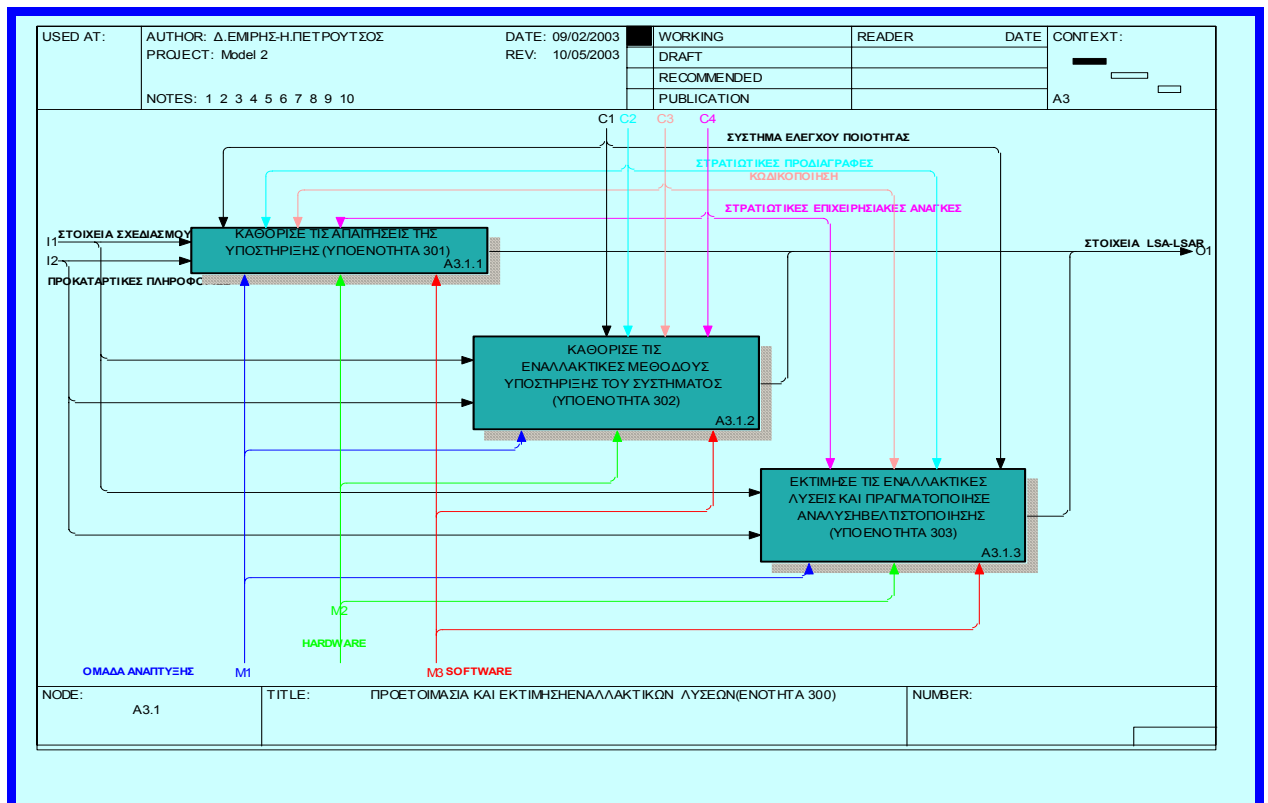 USED AT:
AUTHOR: Δ.ΕΜΙΡΗΣ-Η.ΠΕΤΡΟΥΤΣΟΣ
DATE: 09/02/2003
WORKING
READER
DATE
CONTEXT:
PROJECT: Model 2
REV: 10/05/2003
DRAFT
RECOMMENDED
NOTES: 1 2 3 4 5 6 7 8 9 10
PUBLICATION
A3
C1
C2
C3
C4
ΣΥΣΤΗΜΑ ΕΛΕΓΧΟΥ ΠΟΙΟΤΗΤΑΣ
ΣΤΡΑΤΙΩΤΙΚΕΣ ΠΡΟΔΙΑΓΡΑΦΕΣ
ΚΩΔΙΚΟΠΟΙΗΣΗ
ΣΤΡΑΤΙΩΤΙΚΕΣ ΕΠΙΧΕΙΡΗΣΙΑΚΕΣ ΑΝΑΓΚΕΣ
ΣΤΟΙΧΕΙΑ ΣΧΕΔΙΑΣΜΟΥ
I1
I2
ΠΡΟΚΑΤΑΡΤΙΚΕΣ
ΚΑΘΟΡΙΣΕ ΤΙΣ ΑΠΑΙΤΗΣΕΙΣ ΤΗΣ
ΥΠΟΣΤΗΡΙΞΗΣ (ΥΠΟΕΝΟΤΗΤΑ 301)
A3.1.1
ΣΤΟΙΧΕΙΑ LSA-LSAR
O1
ΚΑΘΟΡΙΣΕ ΤΙΣ
ΕΝΑΛΛΑΚΤΙΚΕΣ ΜΕΘΟΔΟΥΣ
ΥΠΟΣΤΗΡΙΞΗΣ ΤΟΥ ΣΥΣΤΗΜΑΤΟΣ
(ΥΠΟΕΝΟΤΗΤΑ 302)
A3.1.2
ΕΚΤΙΜΗΣΕ ΤΙΣ ΕΝΑΛΛΑΚΤΙΚΕΣ
ΛΥΣΕΙΣ ΚΑΙ ΠΡΑΓΜΑΤΟΠΟΙΗΣΕ
ΑΝΑΛΥΣΗΒΕΛΤΙΣΤΟΠΟΙΗΣΗΣ
(ΥΠΟΕΝΟΤΗΤΑ 303)
A3.1.3
M2
HARDWARE
ΟΜΑΔΑ ΑΝΑΠΤΥΞΗΣ
M1
M3 SOFTWARE
NODE:
A3.1
TITLE:
ΠΡΟΕΤΟΙΜΑΣΙΑ ΚΑΙ ΕΚΤΙΜΗΣΗΕΝΑΛΛΑΚΤΙΚΩΝ ΛΥΣΕΩΝ(ΕΝΟΤΗΤΑ 300)
NUMBER: